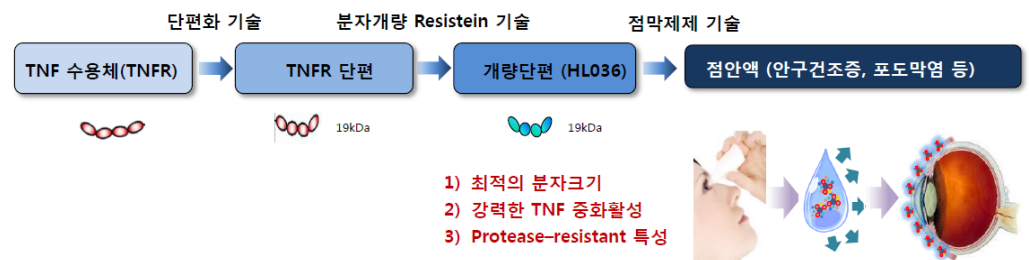 단편화 기술
분자개량 Resistein 기술
점막제제 기술
TNF 수용체(TNFR)
TNFR 단편
개량단편 (HL036)
점안액 (안구건조증, 포도막염 등)
19kDa
19kDa
1) 최적의 분자크기
2) 강력한 TNF 중화활성
3) Protease–resistant 특성